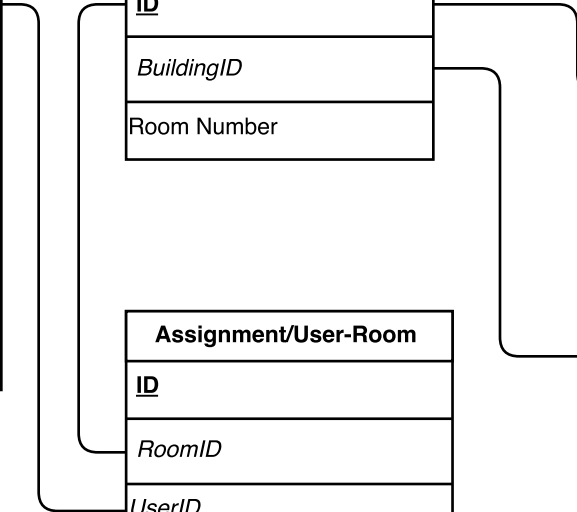 ID
BuildingID
Room Number
Assignment/User-Room
ID
RoomID
UserID